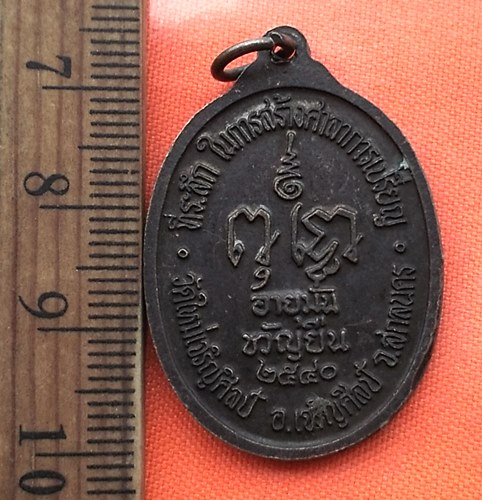 7
8
9
10
ที่ระลึก ในการสร้างศาลาการเปรียญ
อายุมั่น
ขวัญยืน
๒๕๔๐
วัดใหม่เจริญศิลป์ อ.เจริญศิลป์ จ.สกลนคร